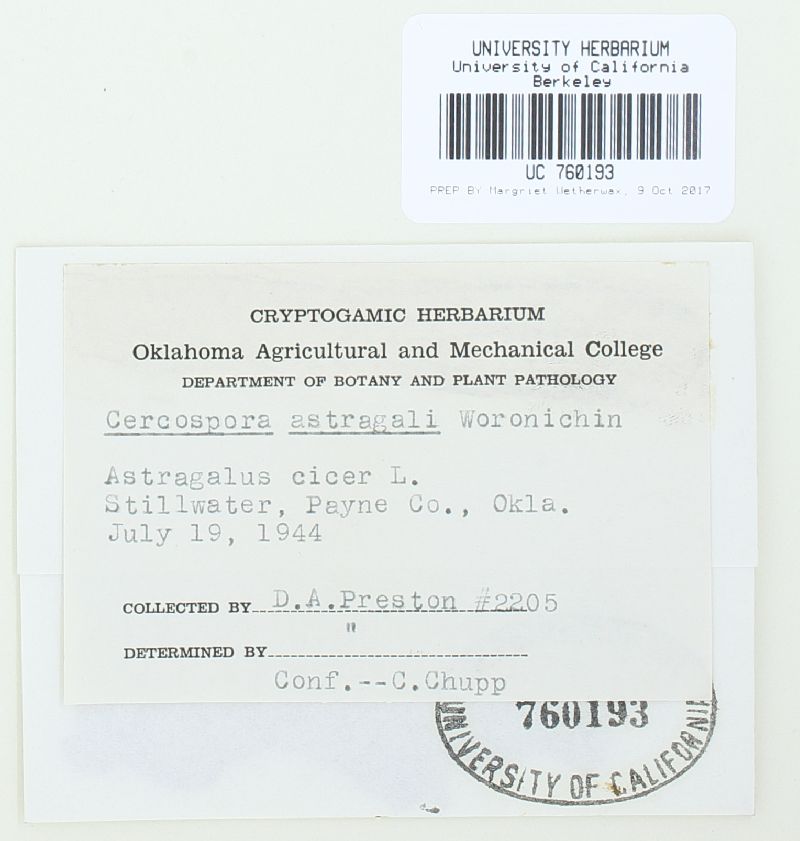 UNIVERSITY HERBARIUM
University of California
Berkeley
UC 760193
PREP BY Margriet Wetherwax, 9 Oct 2017
CRYPTOGAMIC HERBARIUM
Oklahoma Agricultural and Mechanical College
DEPARTMENT OF BOTANY AND PLANT PATHOLOGY
Cercospora astragali Woronichin
Astragalus cicer L.
Stillwater, Payne Co., Okla.
July 19, 1944
COLLECTED BY D.A.Preston #2205
"
DETERMINED BY
Conf.--C.Chupp
760193
UNIVERSITY OF CALIFORNI